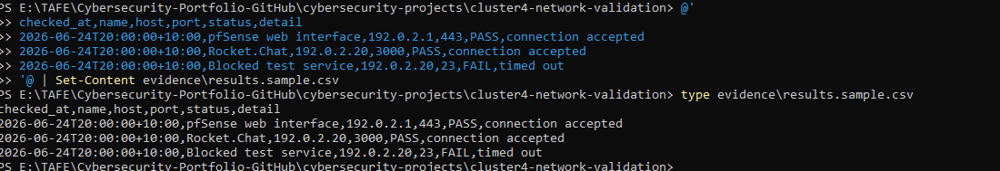 PS E:\TAFE\Cybersecurity-Portfolio-GitHub\cybersecurity-projects\cluster4-network-validation> @'
>> checked_at,name,host,port,status,detail
>> 2026-06-24T20:00:00+10:00,pfSense web interface,192.0.2.1,443,PASS,connection accepted
>> 2026-06-24T20:00:00+10:00,Rocket.Chat,192.0.2.20,3000,PASS,connection accepted
>> 2026-06-24T20:00:00+10:00,Blocked test service,192.0.2.20,23,FAIL,timed out
>> '@ | Set-Content evidence\results.sample.csv
PS E:\TAFE\Cybersecurity-Portfolio-GitHub\cybersecurity-projects\cluster4-network-validation> type evidence\results.sample.csv
checked_at,name,host,port,status,detail
2026-06-24T20:00:00+10:00,pfSense web interface,192.0.2.1,443,PASS,connection accepted
2026-06-24T20:00:00+10:00,Rocket.Chat,192.0.2.20,3000,PASS,connection accepted
2026-06-24T20:00:00+10:00,Blocked test service,192.0.2.20,23,FAIL,timed out
PS E:\TAFE\Cybersecurity-Portfolio-GitHub\cybersecurity-projects\cluster4-network-validation>